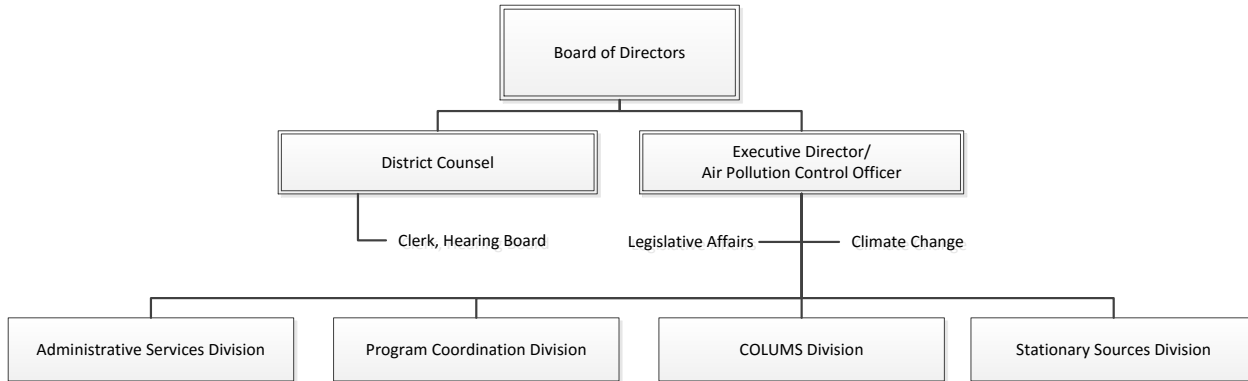 Board of Directors
District Counsel
Executive Director/
Air Pollution Control Officer
Clerk, Hearing Board
Legislative Affairs
Climate Change
Administrative Services Division
Program Coordination Division
COLUMS Division
Stationary Sources Division